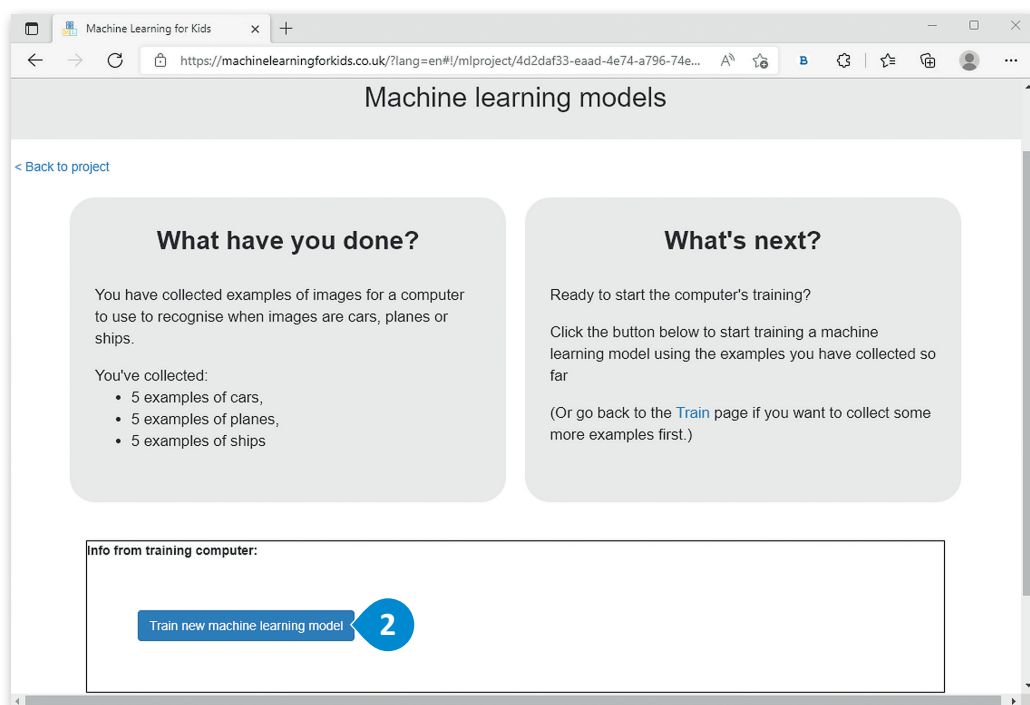 Machine Learning for Kids
https://machinelearningforkids.co.uk/?lang=en#!/mlproject/4d2daf33-eaad-4e74-a796-74e...
Machine learning models
< Back to project
What have you done?
You have collected examples of images for a computer
to use to recognise when images are cars, planes or
ships.
You've collected:
• 5 examples of cars,
• 5 examples of planes,
• 5 examples of ships
What's next?
Ready to start the computer's training?
Click the button below to start training a machine
learning model using the examples you have collected so
far
(Or go back to the Train page if you want to collect some
more examples first.)
Info from training computer:
Train new machine learning model
2